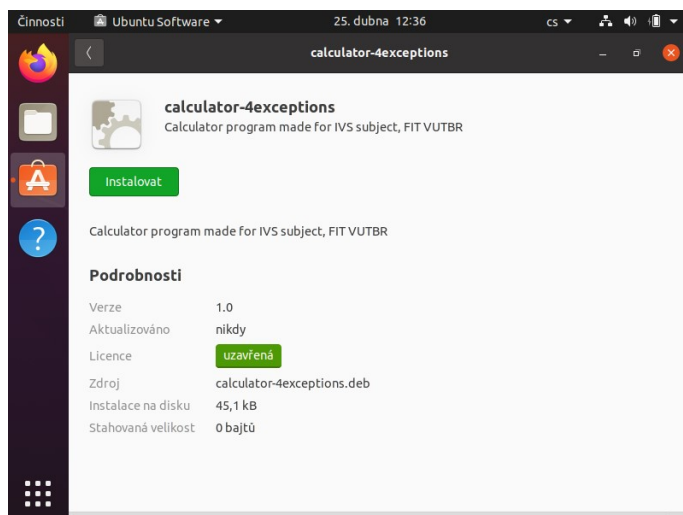 Činnosti Ubuntu Software 25. dubna 12:36 cs
calculator-4exceptions
calculator-4exceptions
Calculator program made for IVS subject, FIT VUTBR
Instalovat
Calculator program made for IVS subject, FIT VUTBR
Podrobnosti
Verze 1.0
Aktualizováno nikdy
Licence uzavřená
Zdroj calculator-4exceptions.deb
Instalace na disku 45,1 kB
Stahovaná velikost 0 bajtů